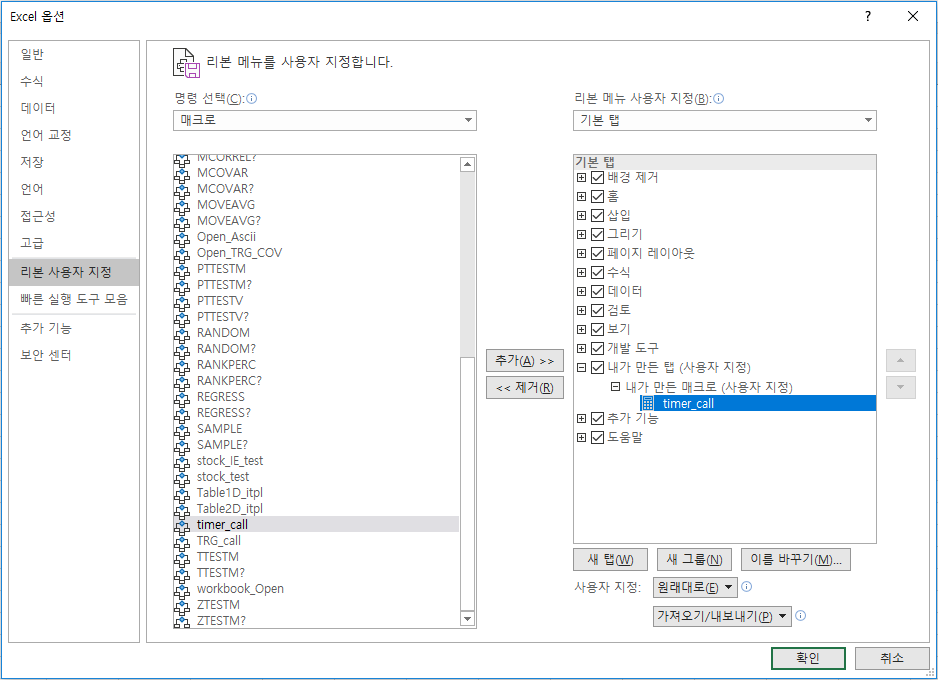 Excel 옵션
?
일반
수식
데이터
언어 교정
저장
언어
접근성
고급
리본 사용자 지정
빠른 실행 도구 모음
추가 기능
보안 센터
리본 메뉴를 사용자 지정합니다.
명령 선택(C):
매크로
MCORREL?
MCOVAR
MCOVAR?
MOVEAVG
MOVEAVG?
Open_Ascii
Open_TRG_COV
PTTESTM
PTTESTM?
PTTESTV
PTTESTV?
RANDOM
RANDOM?
RANKPERC
RANKPERC?
REGRESS
REGRESS?
SAMPLE
SAMPLE?
stock_IE_test
stock_test
Table1D_itpl
Table2D_itpl
timer_call
TRG_call
TTESTM
TTESTM?
workbook_Open
ZTESTM
ZTESTM?
추가(A) >>
<< 제거(R)
리본 메뉴 사용자 지정(B):
기본 탭
기본 탭
배경 제거
홈
삽입
그리기
페이지 레이아웃
수식
데이터
검토
보기
개발 도구
내가 만든 탭 (사용자 지정)
내가 만든 매크로 (사용자 지정)
timer_call
추가 기능
도움말
새 탭(W)
새 그룹(N)
이름 바꾸기(M)...
사용자 지정:
원래대로(E)
가져오기/내보내기(P)
확인
취소